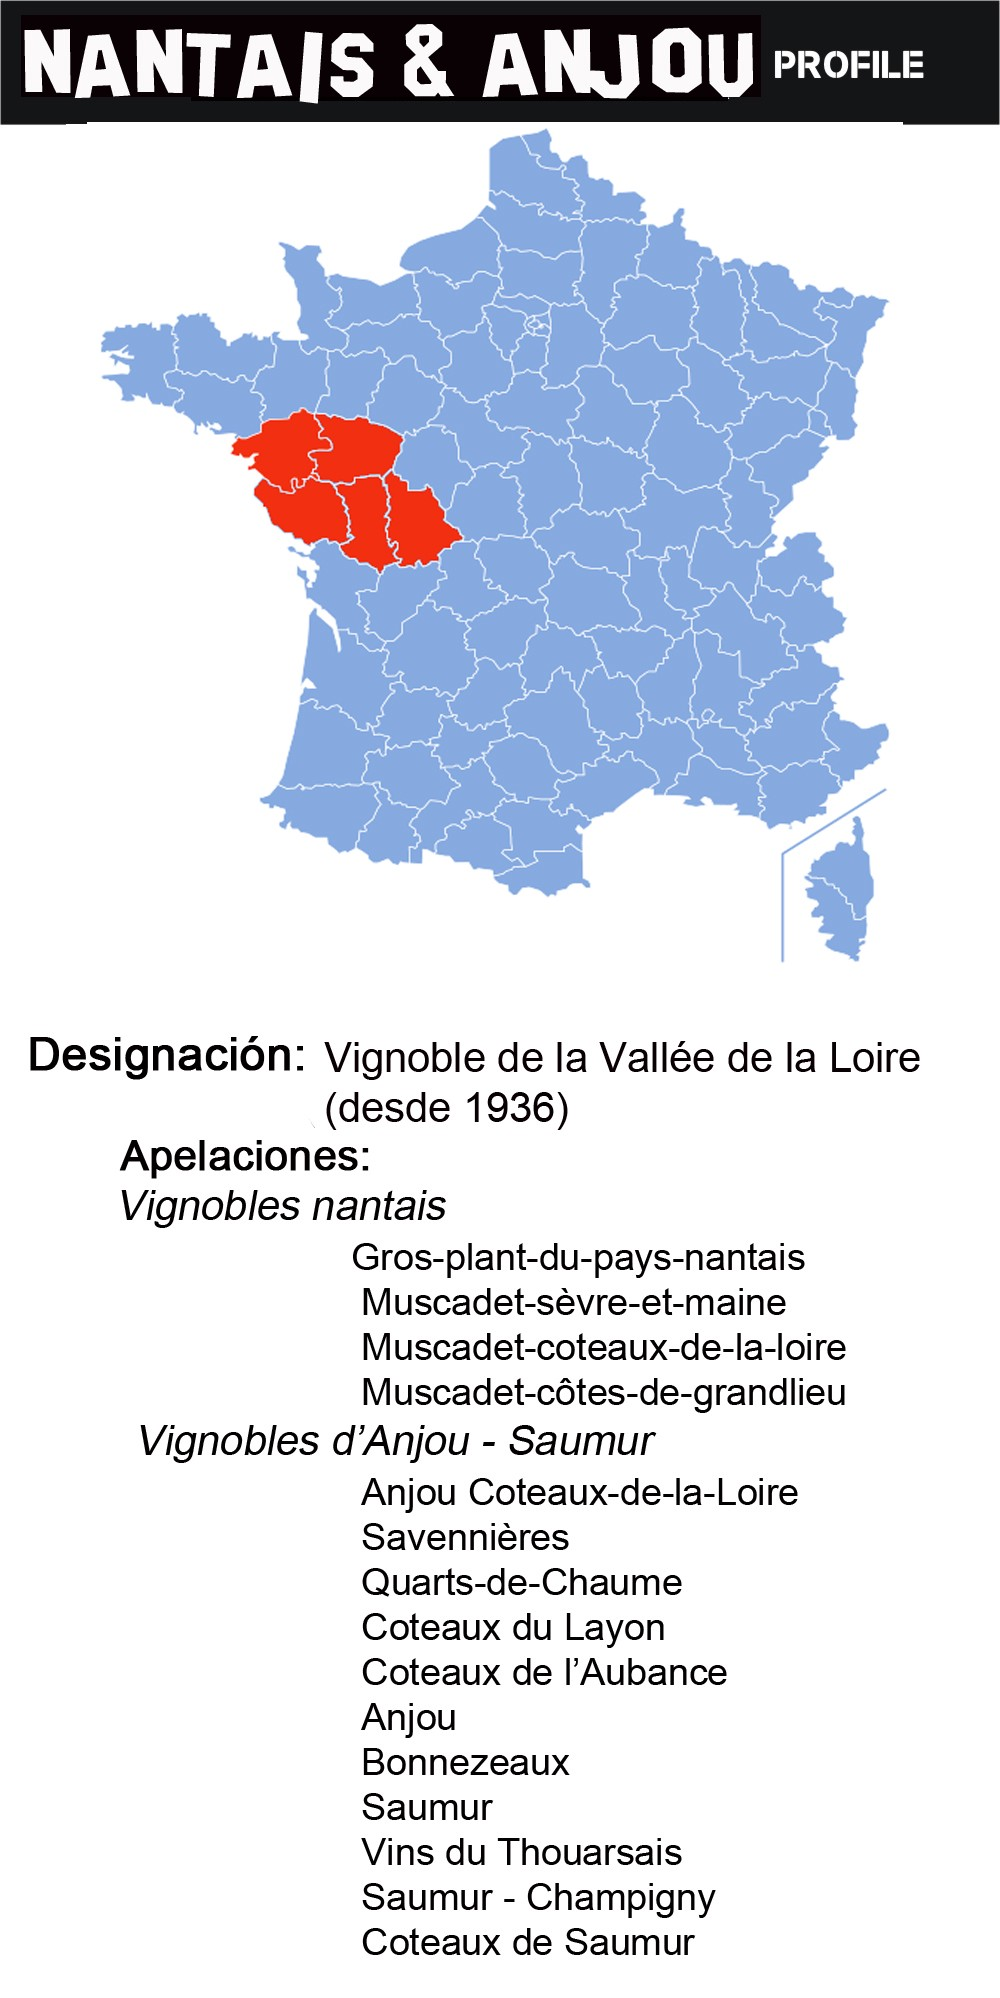 NANTAIS & ANJOU PROFILE
Designación: Vignoble de la Vallée de la Loire
(desde 1936)
Apelaciones:
Vignobles nantais
Gros-plant-du-pays-nantais
Muscadet-sèvre-et-maine
Muscadet-coteaux-de-la-loire
Muscadet-côtes-de-grandlieu
Vignobles d’Anjou - Saumur
Anjou Coteaux-de-la-Loire
Savennières
Quarts-de-Chaume
Coteaux du Layon
Coteaux de l’Aubance
Anjou
Bonnezeaux
Saumur
Vins du Thouarsais
Saumur - Champigny
Coteaux de Saumur